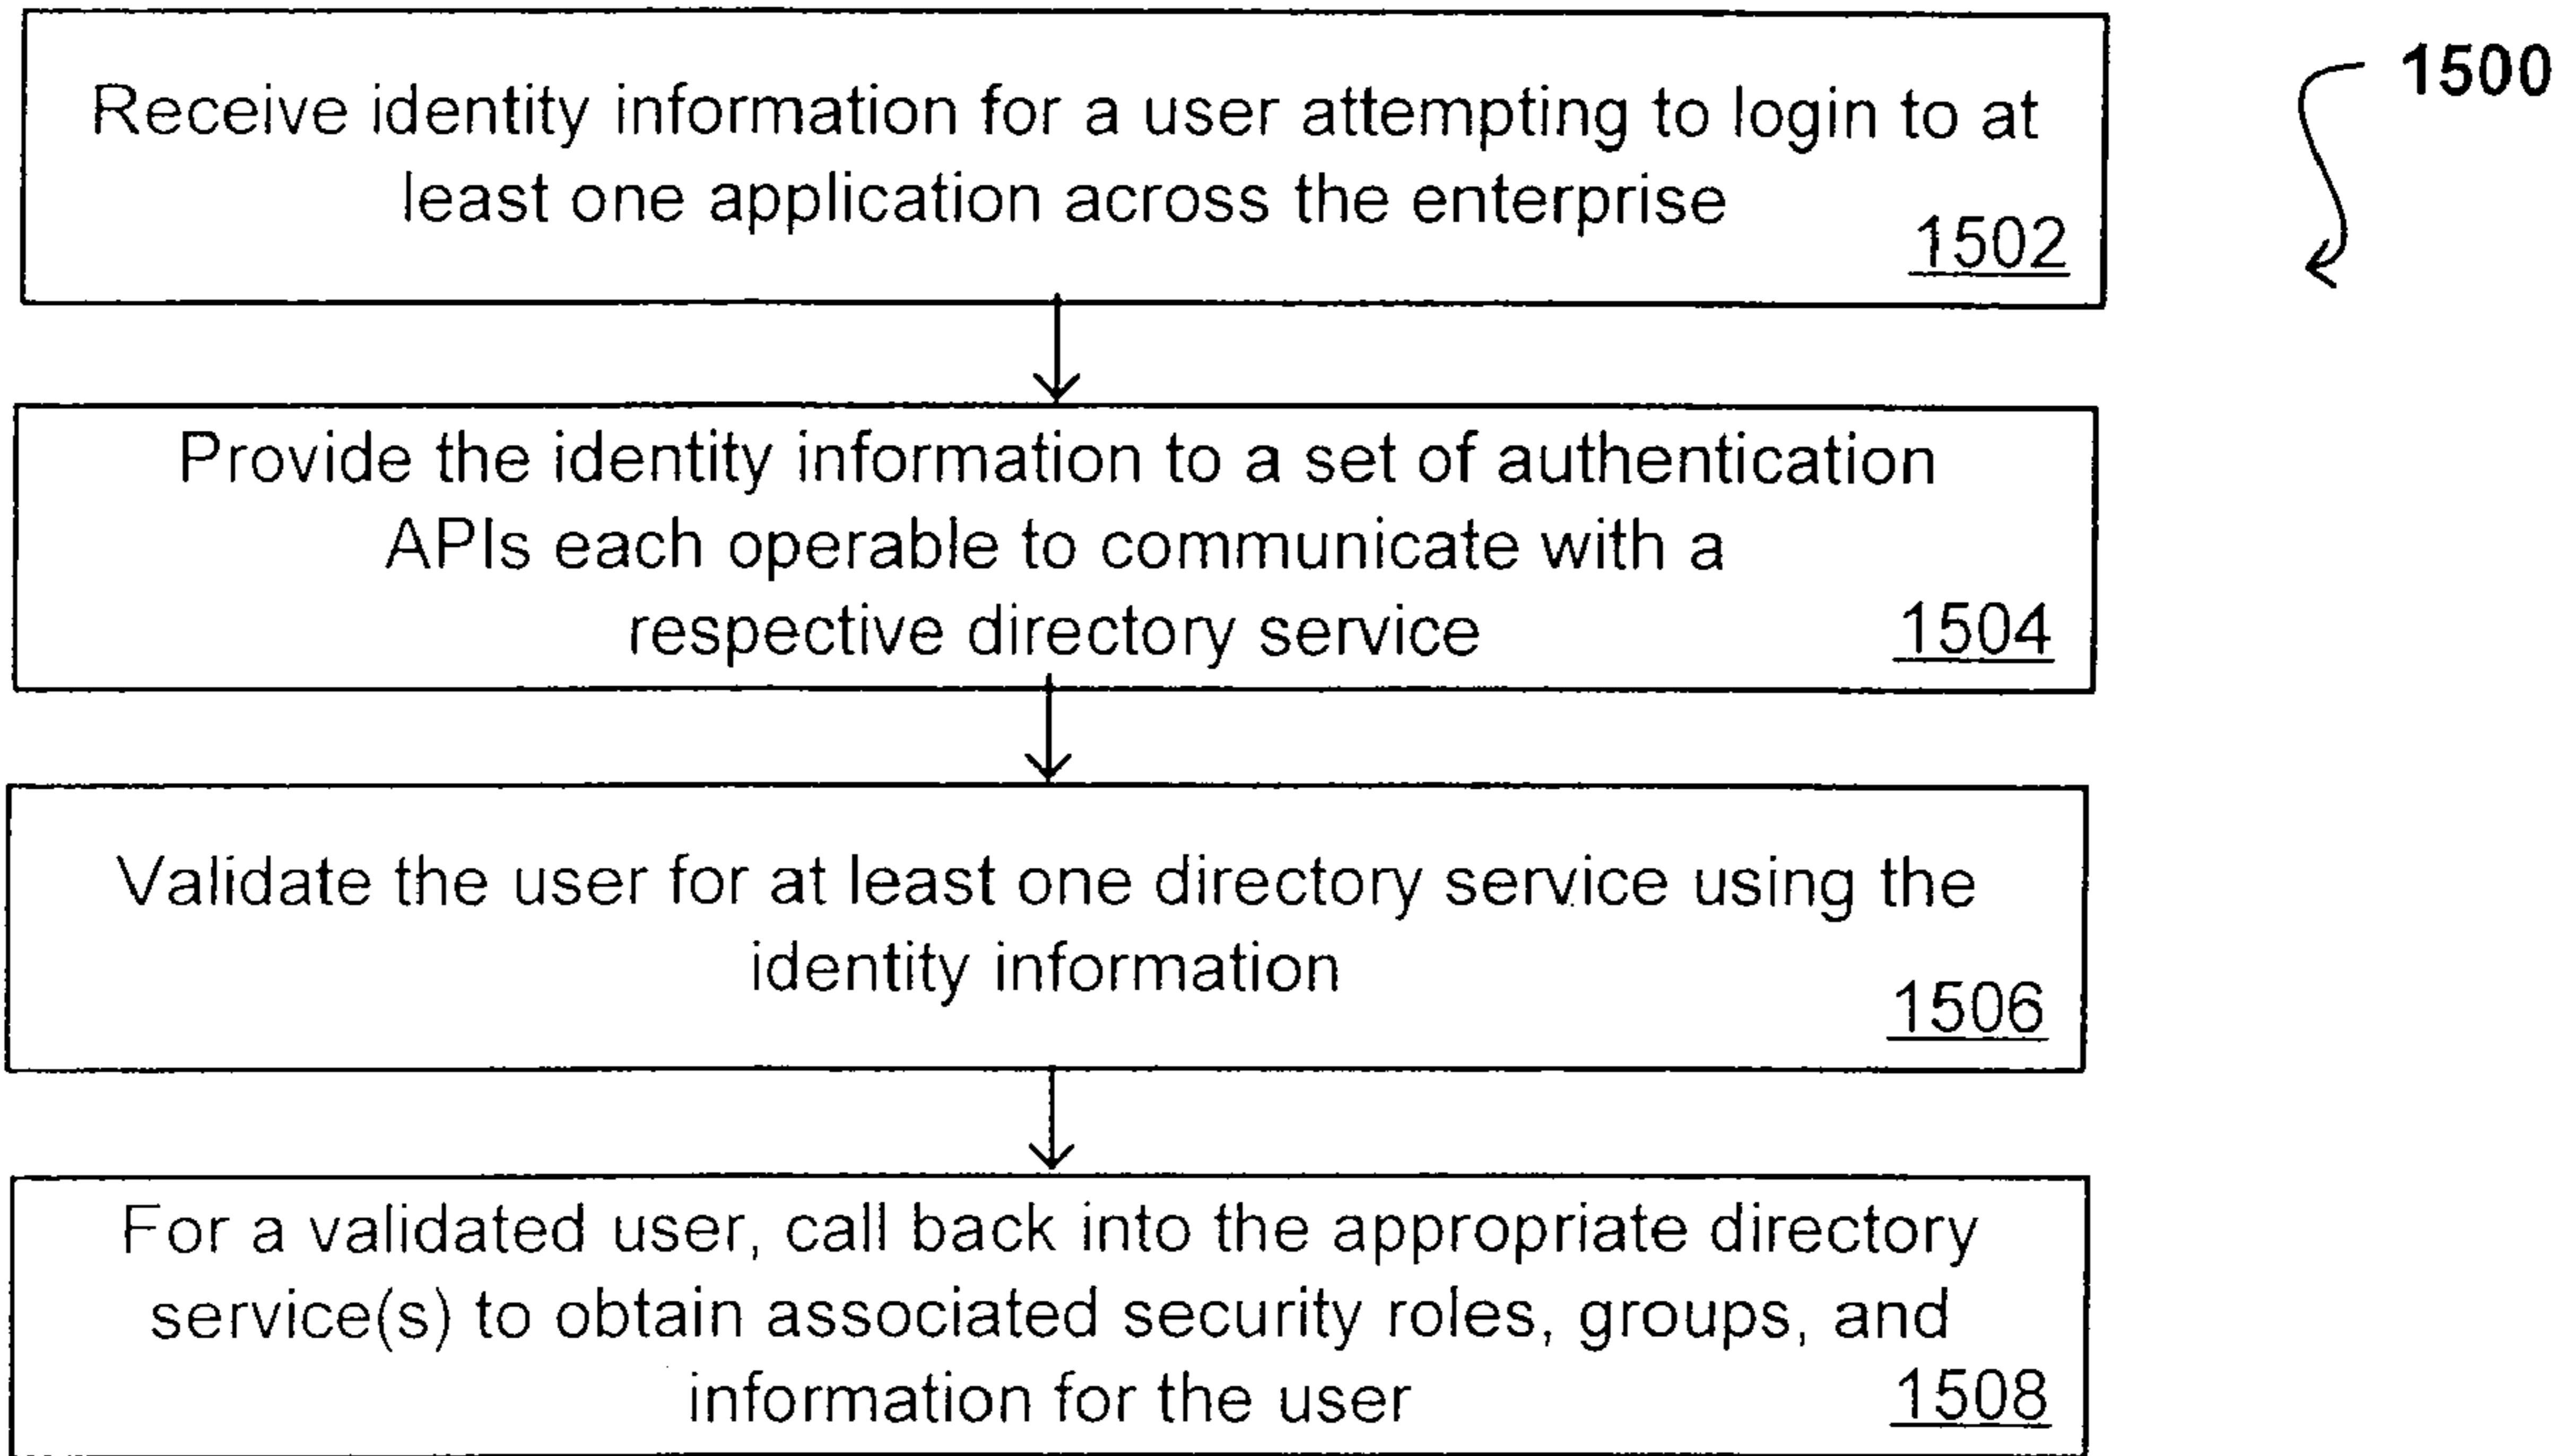 1500
Receive identity information for a user attempting to login to at
least one application across the enterprise
1502
Provide the identity information to a set of authentication
APIs each operable to communicate with a
respective directory service
1504
Validate the user for at least one directory service using the
identity information
1506
For a validated user, call back into the appropriate directory
service(s) to obtain associated security roles, groups, and
information for the user
1508